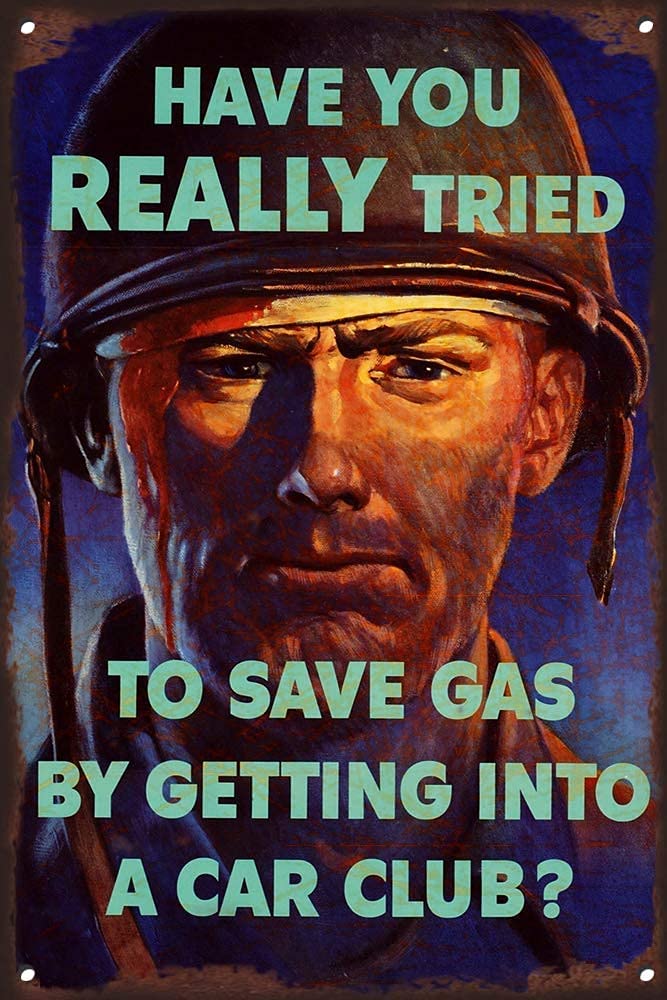 HAVE YOU
REALLY TRIED
TO SAVE GAS
BY GETTING INTO
A CAR CLUB?